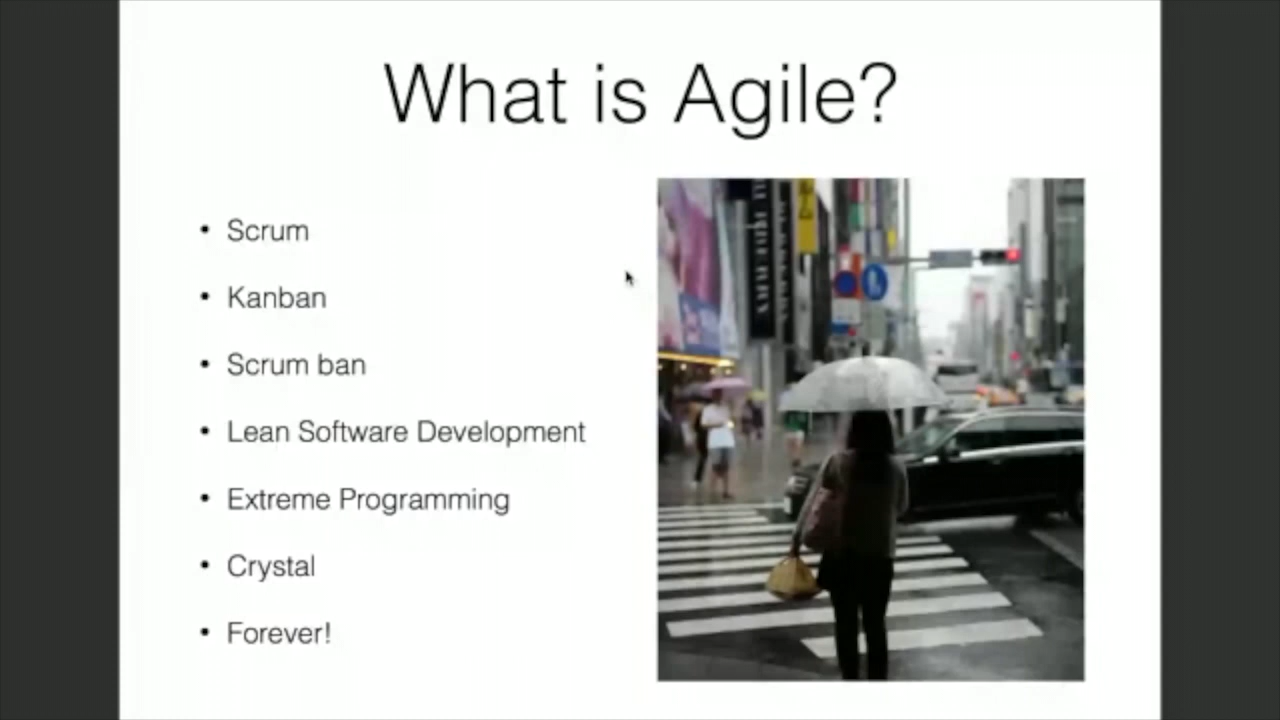 What is Agile?
• Scrum
• Kanban
• Scrum ban
• Lean Software Development
• Extreme Programming
• Crystal
• Forever!